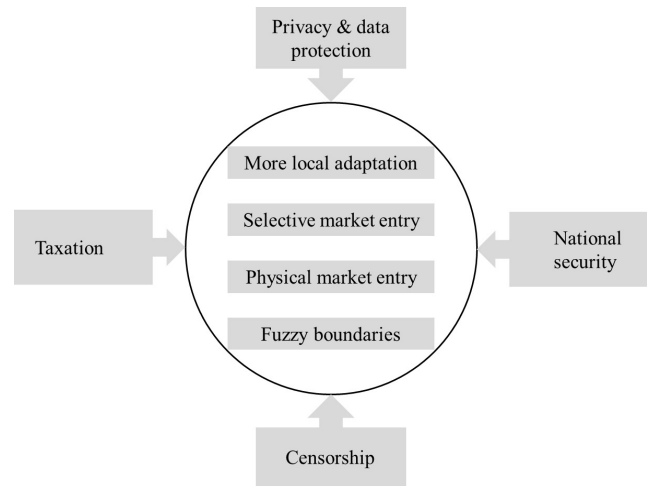 Privacy & data
protection
More local adaptation
Selective market entry
Taxation
National
security
Physical market entry
Fuzzy boundaries
Censorship